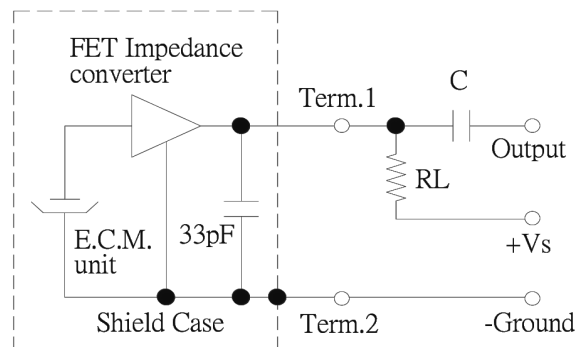 FET Impedance
converter
Term.1
C
Output
RL
+Vs
E.C.M.
unit
33pF
Shield Case
Term.2
-Ground